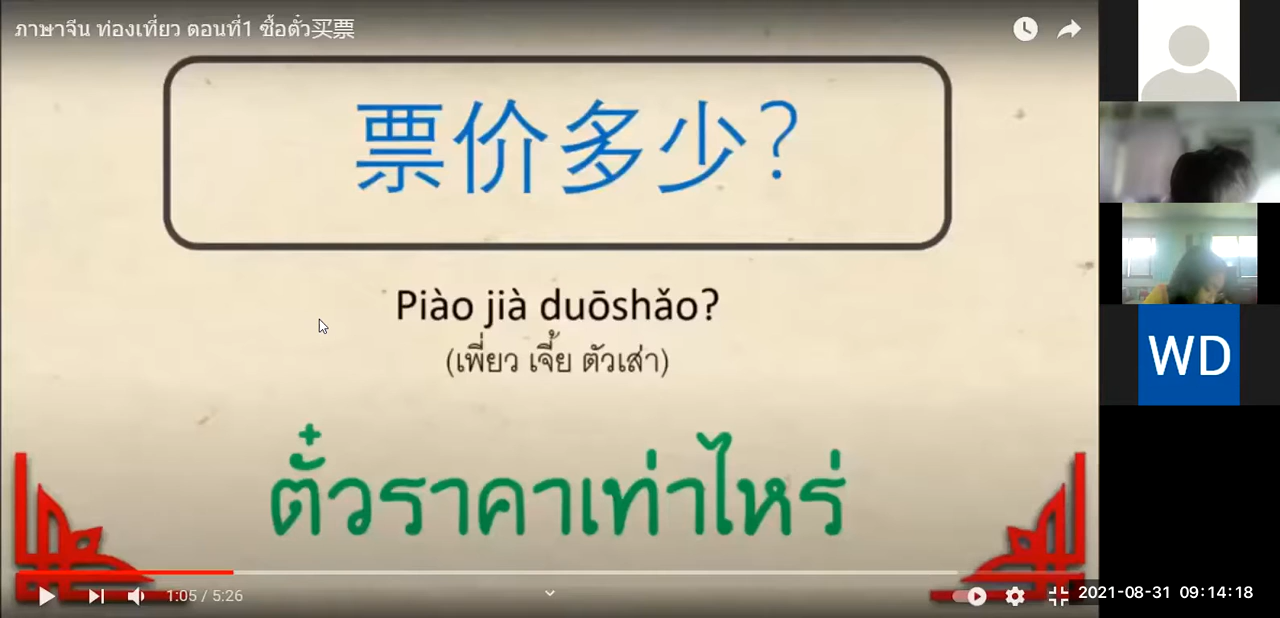 ภาษาจีน ท่องเที่ยว ตอนที่1 ซื้อตั๋ว买票
票价多少?
Piào jià duōshǎo?
(เพี่ยว เจี้ย ตัวเส่า)
ตั๋วราคาเท่าไหร่
WD
1:05 / 5:26
2021-08-31 09:14:18